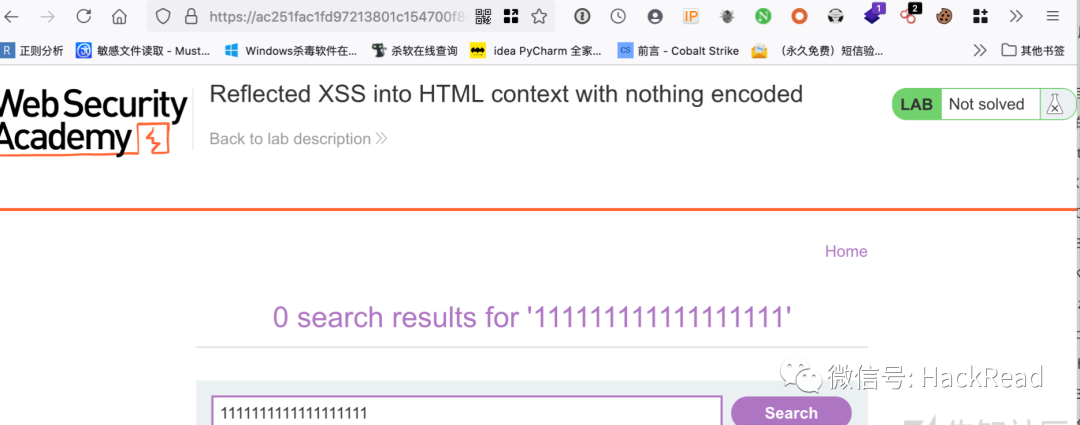 https://ac251fac1fd97213801c154700f8
IP
N
1
2
R 正则分析
敏感文件读取 - Must...
Windows杀毒软件在...
杀软在线查询
idea PyCharm 全家...
CS 前言 - Cobalt Strike
(永久免费)短信验...
其他书签
Web Security
Academy
Reflected XSS into HTML context with nothing encoded
Back to lab description
LAB Not solved
Home
0 search results for '1111111111111111111'
1111111111111111111
Search
微信号: HackRead